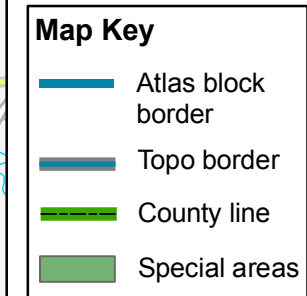 Map Key
Atlas block
border
Topo border
County line
Special areas